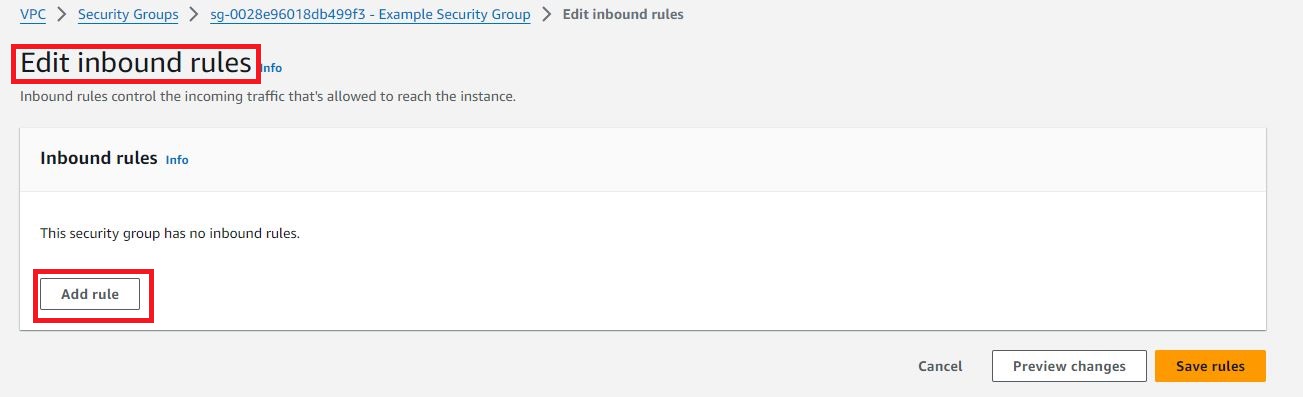 VPC > Security Groups > sg-0028e96018db499f3 - Example Security Group > Edit inbound rules
Edit inbound rules Info
Inbound rules control the incoming traffic that's allowed to reach the instance.
Inbound rules Info
This security group has no inbound rules.
Add rule
Cancel Preview changes Save rules